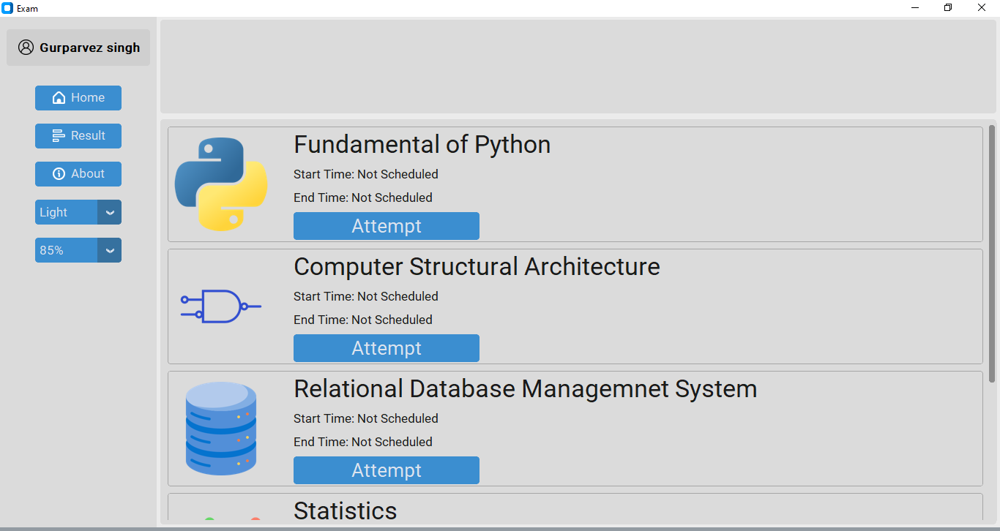 Exam
Gurparvez singh
Home
Result
About
Light
85%
Fundamental of Python
Start Time: Not Scheduled
End Time: Not Scheduled
Attempt
Computer Structural Architecture
Start Time: Not Scheduled
End Time: Not Scheduled
Attempt
Relational Database Managemnet System
Start Time: Not Scheduled
End Time: Not Scheduled
Attempt
Statistics